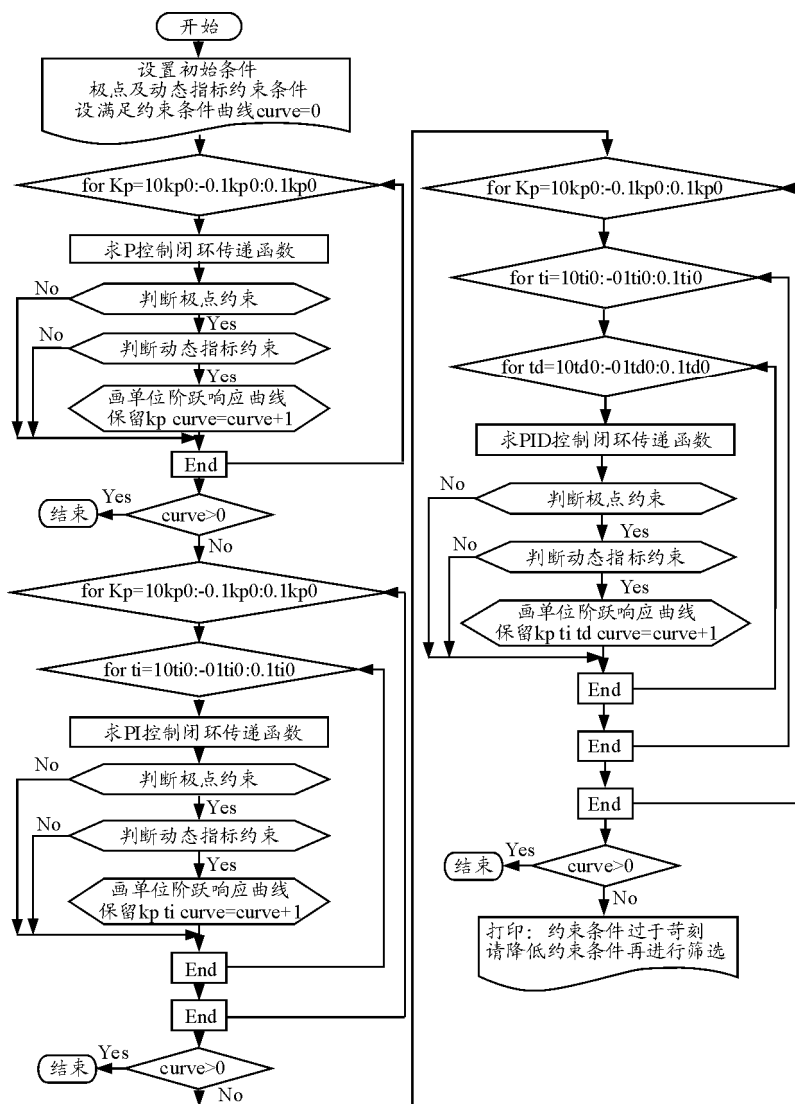 开始
设置初始条件
极点及动态指标约束条件
设满足约束条件曲线curve=0
for Kp=10kp0:-0.1kp0:0.1kp0
求P控制闭环传递函数
No
判断极点约束
Yes
No
判断动态指标约束
Yes
画单位阶跃响应曲线
保留kp curve=curve+1
End
Yes
结束
curve>0
No
for Kp=10kp0:-0.1kp0:0.1kp0
for ti=10ti0:-01ti0:0.1ti0
求PI控制闭环传递函数
No
判断极点约束
Yes
No
判断动态指标约束
Yes
画单位阶跃响应曲线
保留kp ti curve=curve+1
End
End
Yes
结束
curve>0
No
for Kp=10kp0:-0.1kp0:0.1kp0
for ti=10ti0:-01ti0:0.1ti0
for td=10td0:-01td0:0.1td0
求PID控制闭环传递函数
No
判断极点约束
Yes
No
判断动态指标约束
Yes
画单位阶跃响应曲线
保留kp ti td curve=curve+1
End
End
End
Yes
结束
curve>0
No
打印：约束条件过于苛刻
请降低约束条件再进行筛选